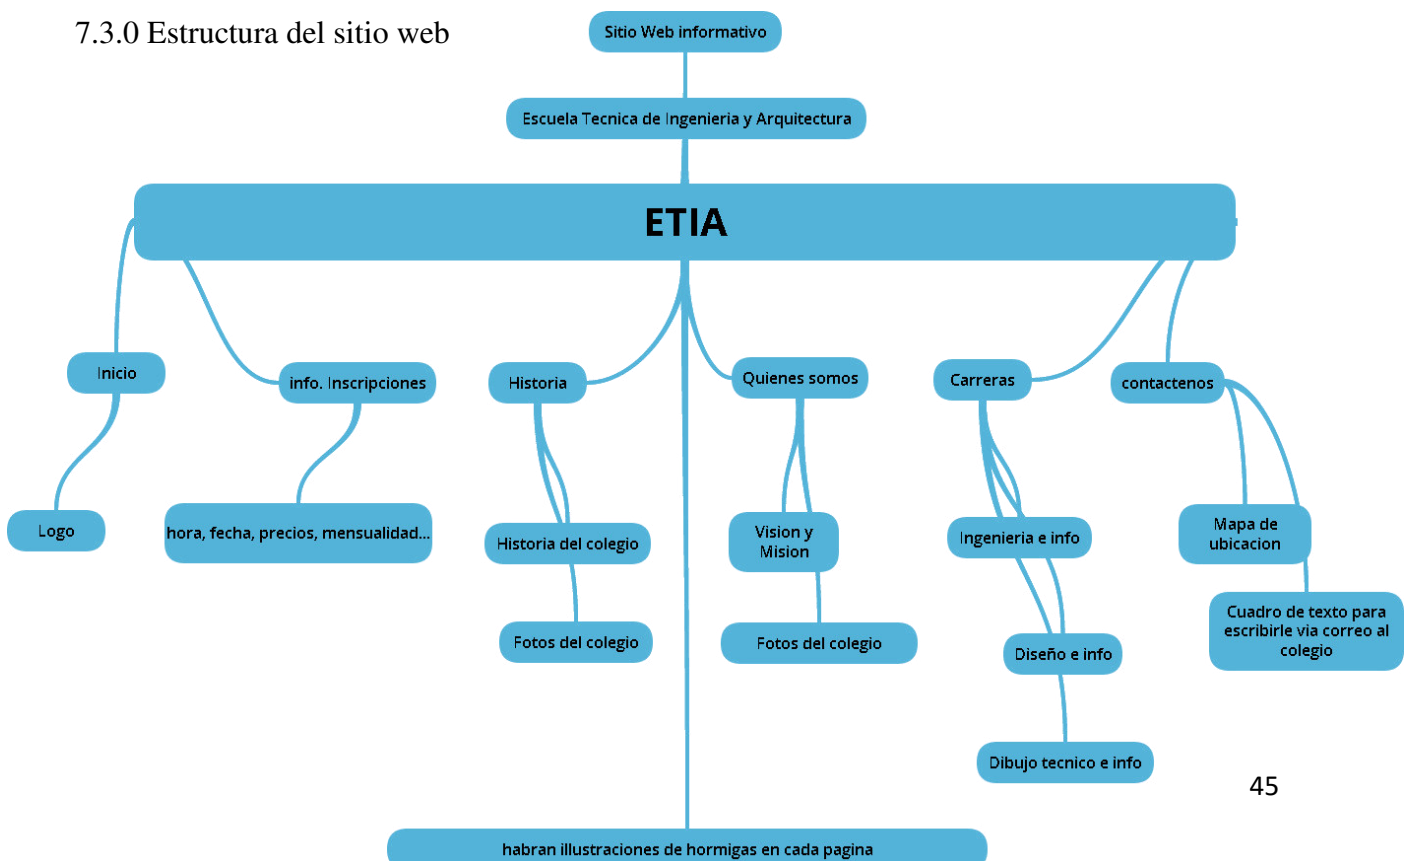 7.3.0 Estructura del sitio web
Sitio Web informativo
Escuela Tecnica de Ingenieria y Arquitectura
ETIA
Inicio
info. Inscripciones
Historia
Quienes somos
Carreras
contactenos
Logo
hora, fecha, precios, mensualidad...
Historia del colegio
Fotos del colegio
Vision y
Mision
Fotos del colegio
Ingenieria e info
Diseño e info
Dibujo tecnico e info
Mapa de
ubicacion
Cuadro de texto para
escribirle via correo al
colegio
45
habran illustraciones de hormigas en cada pagina